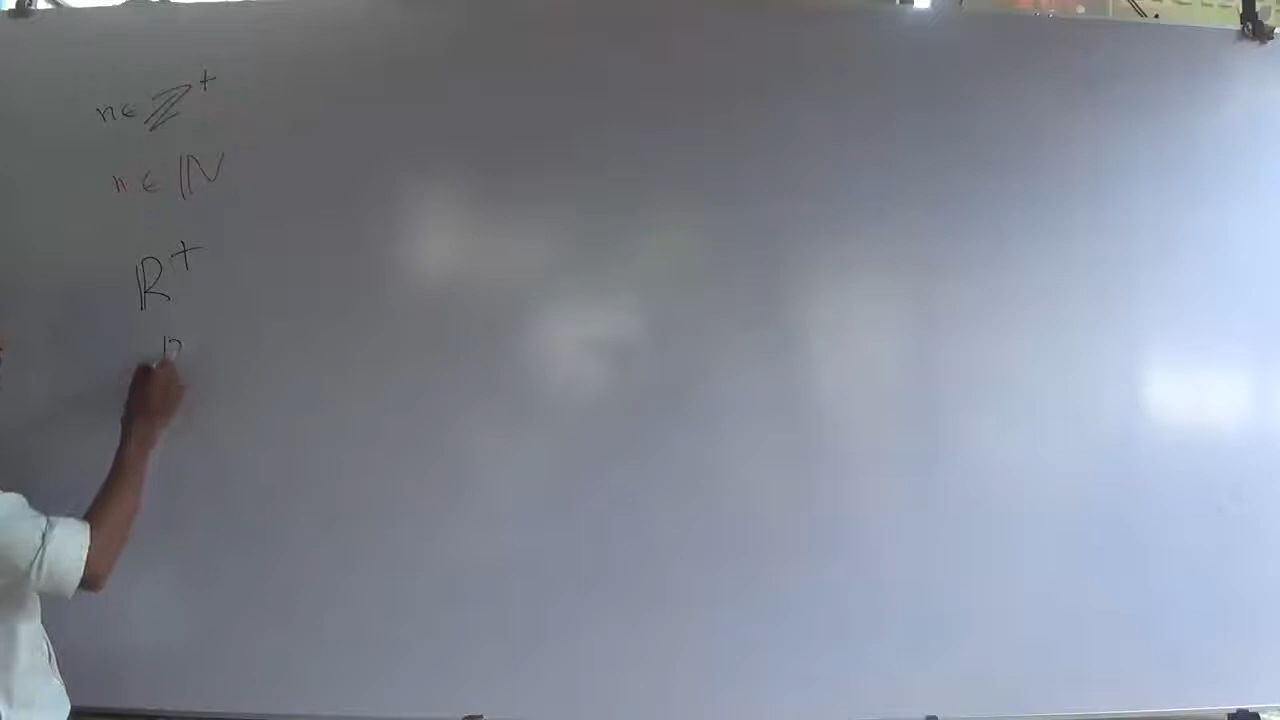 n ∈ ℤ⁺
n ∈ ℕ
ℝ⁺